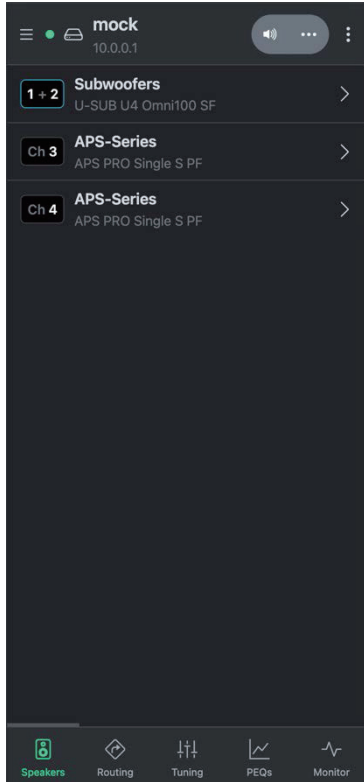 mock
10.0.0.1
1 + 2
Subwoofers
U-SUB U4 Omni100 SF
Ch 3
APS-Series
APS PRO Single S PF
Ch 4
APS-Series
APS PRO Single S PF
Speakers
Routing
Tuning
PEQs
Monitor